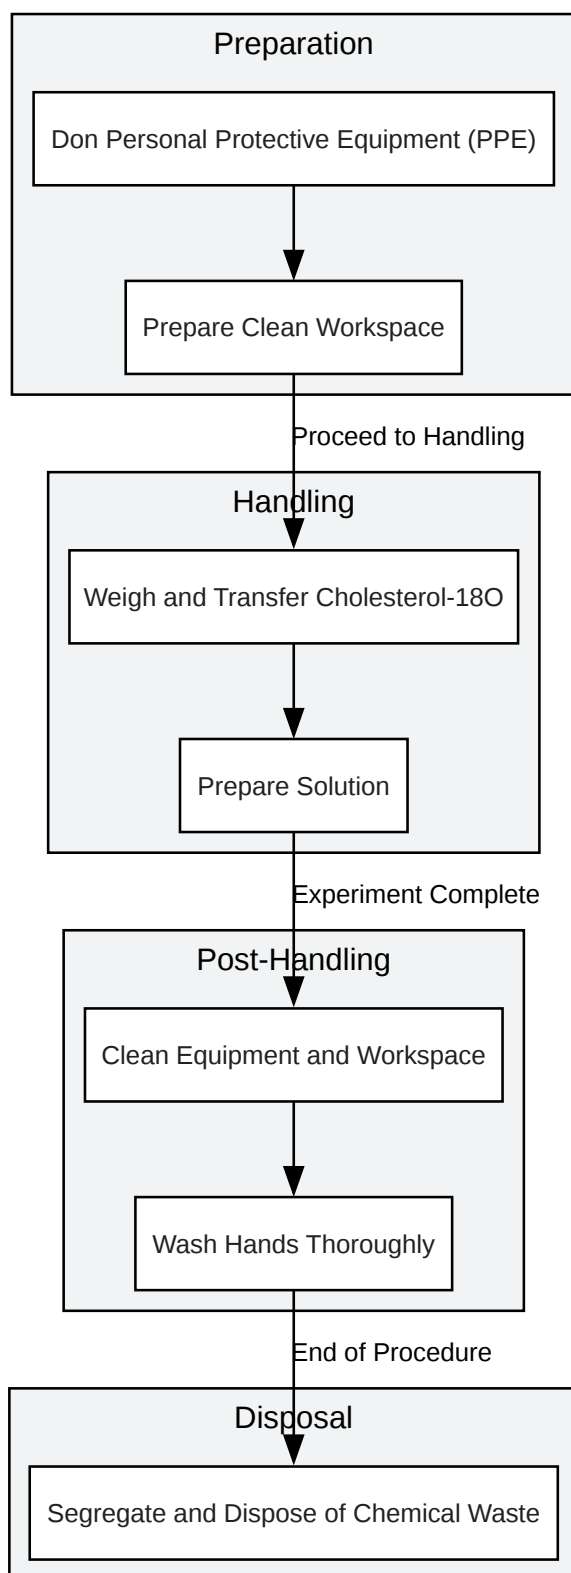 Preparation
Don Personal Protective Equipment (PPE)
Prepare Clean Workspace
Proceed to Handling
Handling
Weigh and Transfer Cholesterol-18O
Prepare Solution
Experiment Complete
Post-Handling
Clean Equipment and Workspace
Wash Hands Thoroughly
End of Procedure
Disposal
Segregate and Dispose of Chemical Waste